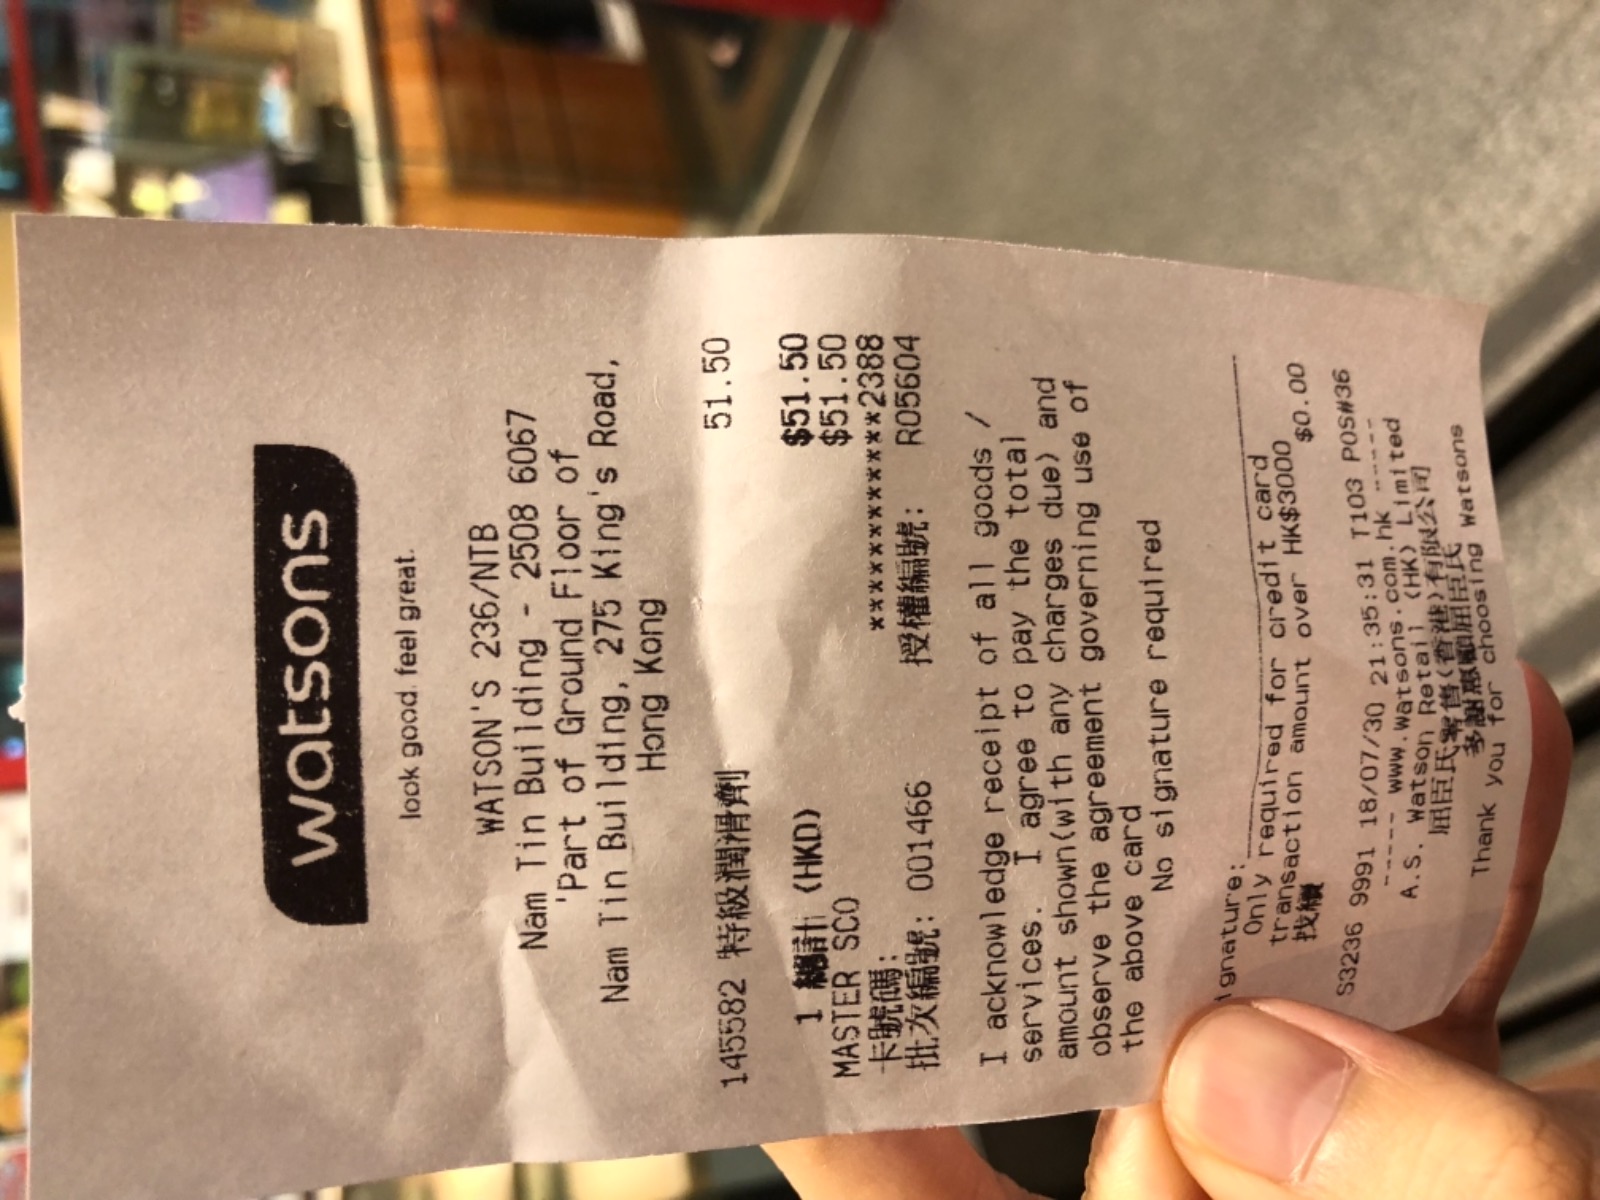 watsons
look good. feel great.
WATSON'S 236/NTB
Nam Tin Building - 2508 6067
'Part of Ground Floor of
Nam Tin Building, 275 King's Road,
Hong Kong
145582 特級潤滑劑 51.50
1 總計 (HKD) $51.50
MASTER SCO $51.50
卡號碼: ************2388
批次編號: 001466 授權編號: R05604
I acknowledge receipt of all goods /
services. I agree to pay the total
amount shown(with any charges due) and
observe the agreement governing use of
the above card
No signature required
ignature:
Only required for credit card
transaction amount over HK$3000
找續 $0.00
S3236 9991 18/07/30 21:35:31 T103 POS#36
----- www.watsons.com.hk -----
A.S. Watson Retail (HK) Limited
屈臣氏零售(香港)有限公司
多謝惠顧屈臣氏
Thank you for choosing Watsons